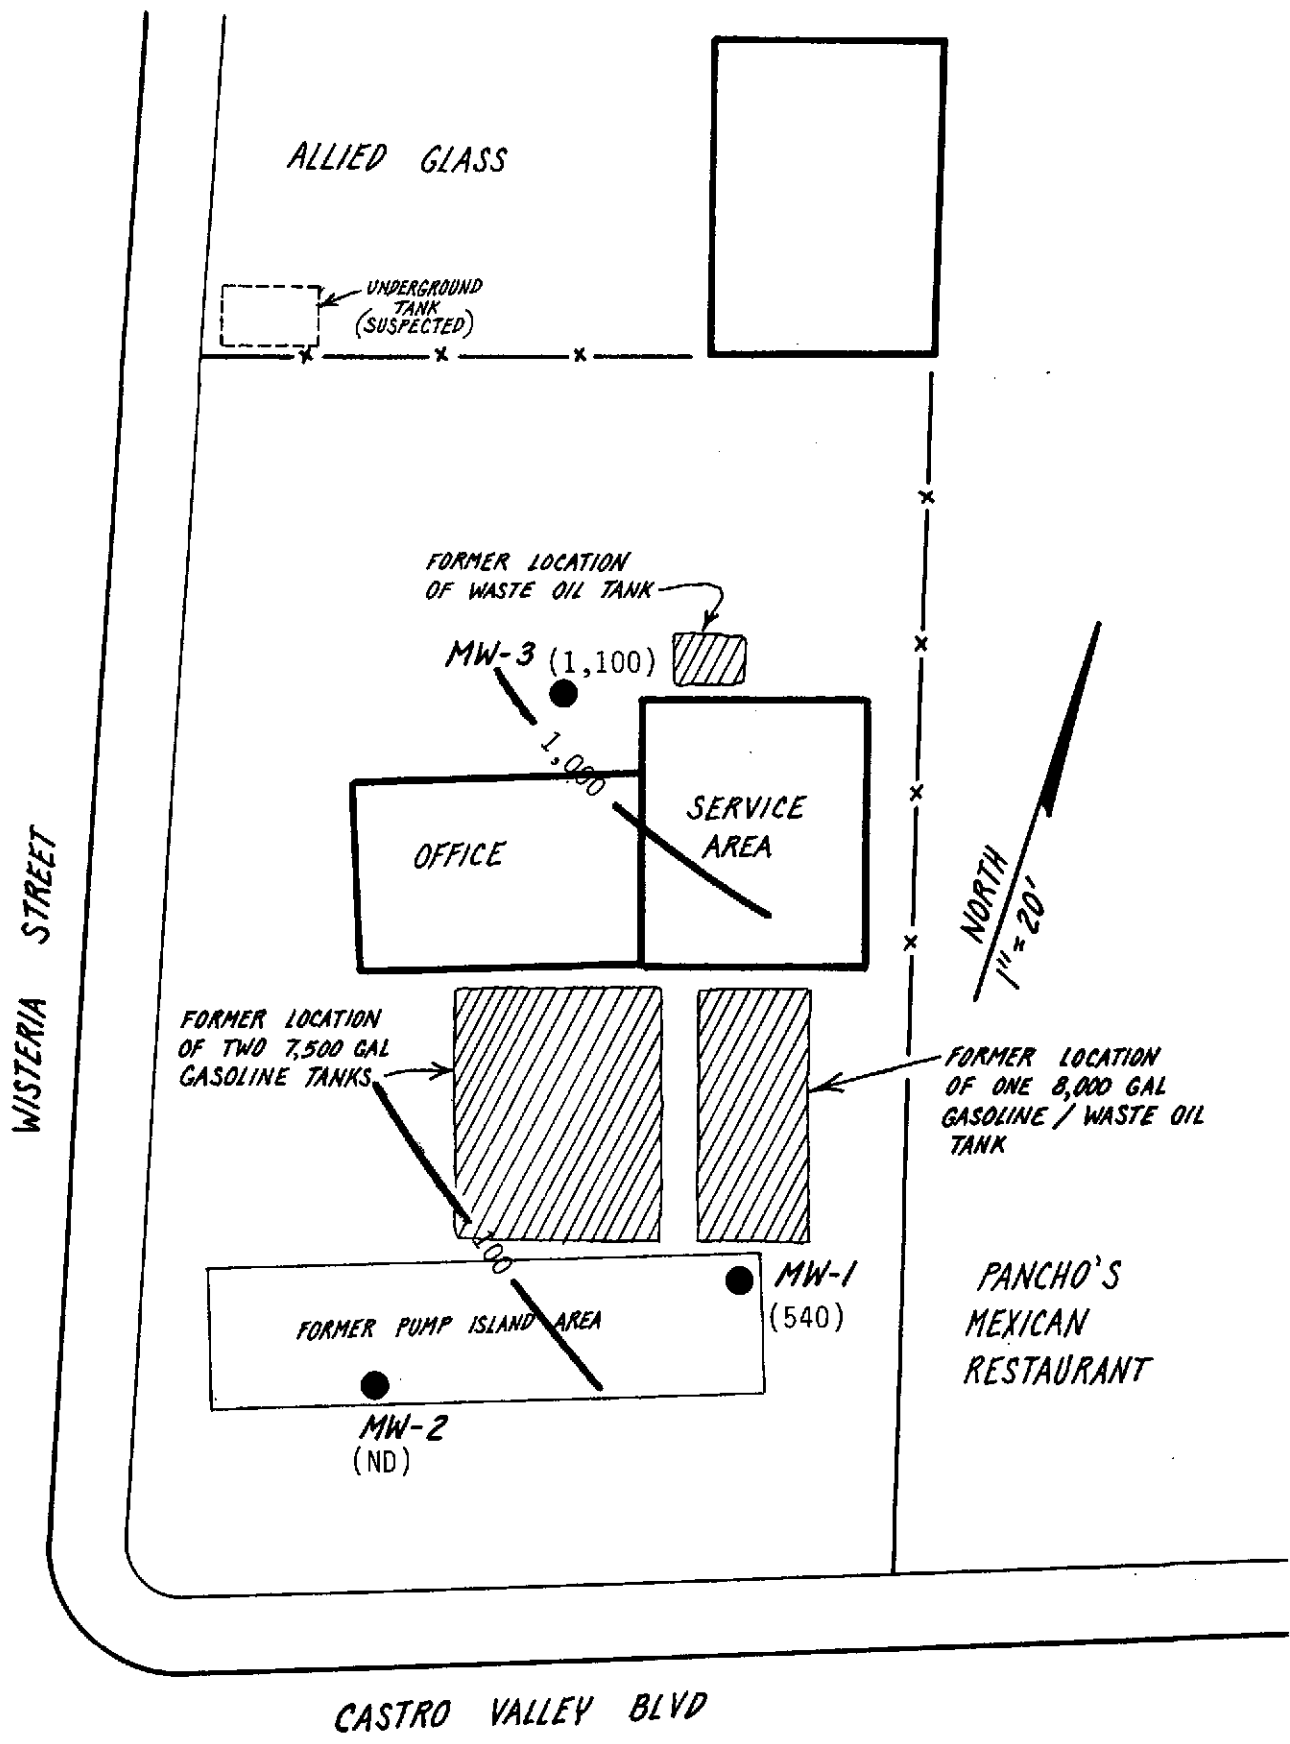 ALLIED GLASS
UNDERGROUND
TANK
(SUSPECTED)
FORMER LOCATION
OF WASTE OIL TANK
MW-3 (1,100)
1,000
OFFICE
SERVICE
AREA
NORTH
1" = 20'
WISTERIA STREET
FORMER LOCATION
OF TWO 7,500 GAL
GASOLINE TANKS
FORMER LOCATION
OF ONE 8,000 GAL
GASOLINE / WASTE OIL
TANK
100
MW-1
(540)
FORMER PUMP ISLAND AREA
MW-2
(ND)
PANCHO'S
MEXICAN
RESTAURANT
CASTRO VALLEY BLVD